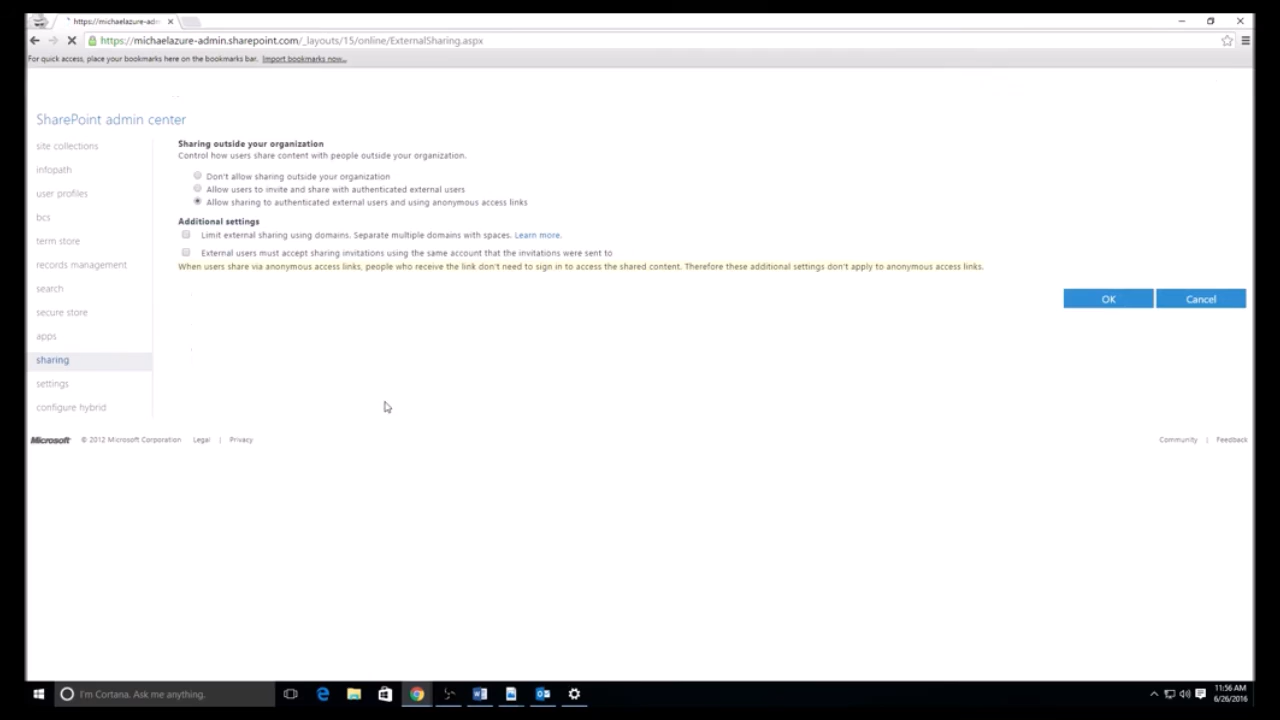 https://michaelazure-adm
https://michaelazure-admin.sharepoint.com/_layouts/15/online/ExternalSharing.aspx
For quick access, place your bookmarks here on the bookmarks bar. Import bookmarks now...
SharePoint admin center
site collections
infopath
user profiles
bcs
term store
records management
search
secure store
apps
sharing
settings
configure hybrid
Sharing outside your organization
Control how users share content with people outside your organization.
Don't allow sharing outside your organization
Allow users to invite and share with authenticated external users
Allow sharing to authenticated external users and using anonymous access links
Additional settings
Limit external sharing using domains. Separate multiple domains with spaces. Learn more.
External users must accept sharing invitations using the same account that the invitations were sent to
When users share via anonymous access links, people who receive the link don't need to sign in to access the shared content. Therefore these additional settings don't apply to anonymous access links.
OK Cancel
Microsoft © 2012 Microsoft Corporation Legal | Privacy
Community | Feedback
I'm Cortana. Ask me anything.
11:56 AM
6/26/2016